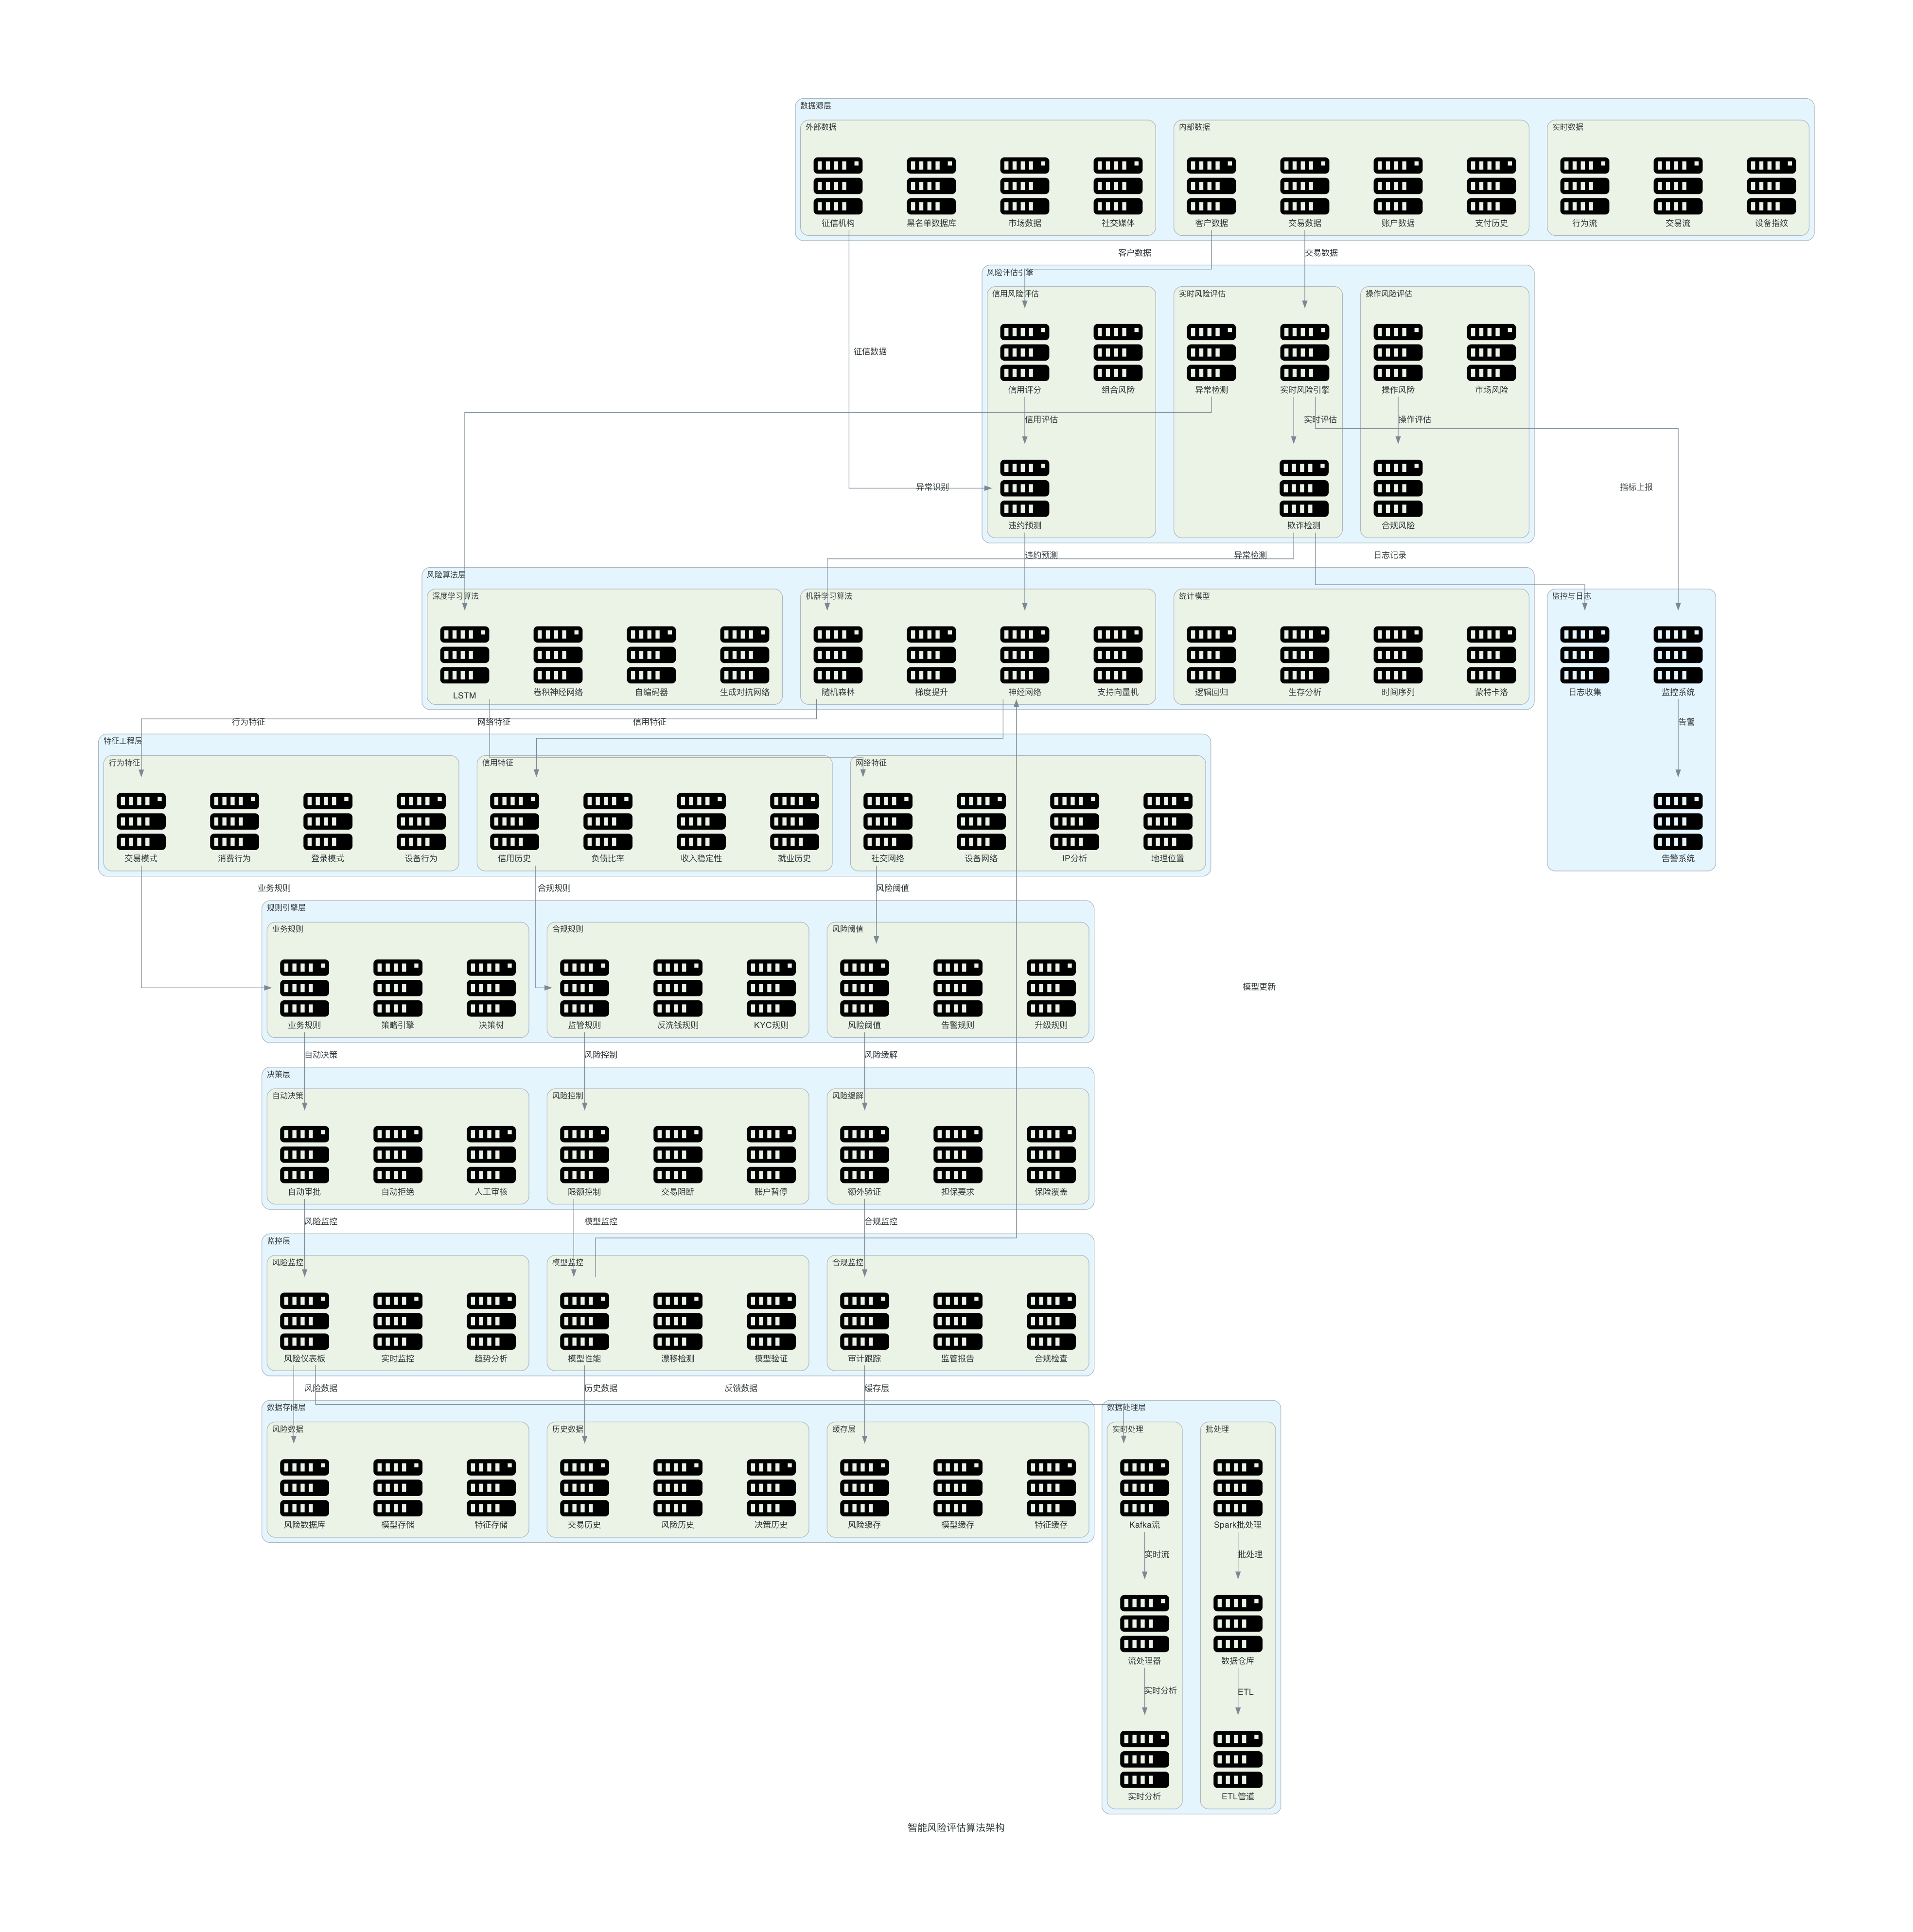 数据源层
外部数据
内部数据
实时数据
征信机构
黑名单数据库
市场数据
社交媒体
客户数据
交易数据
账户数据
支付历史
行为流
交易流
设备指纹
客户数据
交易数据
风险评估引擎
信用风险评估
实时风险评估
操作风险评估
征信数据
信用评分
组合风险
异常检测
实时风险引擎
操作风险
市场风险
信用评估
实时评估
操作评估
异常识别
指标上报
违约预测
欺诈检测
合规风险
违约预测
异常检测
日志记录
风险算法层
深度学习算法
机器学习算法
统计模型
监控与日志
LSTM
卷积神经网络
自编码器
生成对抗网络
随机森林
梯度提升
神经网络
支持向量机
逻辑回归
生存分析
时间序列
蒙特卡洛
日志收集
监控系统
行为特征
网络特征
信用特征
告警
特征工程层
行为特征
信用特征
网络特征
交易模式
消费行为
登录模式
设备行为
信用历史
负债比率
收入稳定性
就业历史
社交网络
设备网络
IP分析
地理位置
告警系统
业务规则
合规规则
风险阈值
规则引擎层
业务规则
合规规则
风险阈值
模型更新
业务规则
策略引擎
决策树
监管规则
反洗钱规则
KYC规则
风险阈值
告警规则
升级规则
自动决策
风险控制
风险缓解
决策层
自动决策
风险控制
风险缓解
自动审批
自动拒绝
人工审核
限额控制
交易阻断
账户暂停
额外验证
担保要求
保险覆盖
风险监控
模型监控
合规监控
监控层
风险监控
模型监控
合规监控
风险仪表板
实时监控
趋势分析
模型性能
漂移检测
模型验证
审计跟踪
监管报告
合规检查
风险数据
历史数据
反馈数据
缓存层
数据存储层
数据处理层
风险数据
历史数据
缓存层
实时处理
批处理
风险数据库
模型存储
特征存储
交易历史
风险历史
决策历史
风险缓存
模型缓存
特征缓存
Kafka流
Spark批处理
实时流
批处理
流处理器
数据仓库
实时分析
ETL
实时分析
ETL管道
智能风险评估算法架构